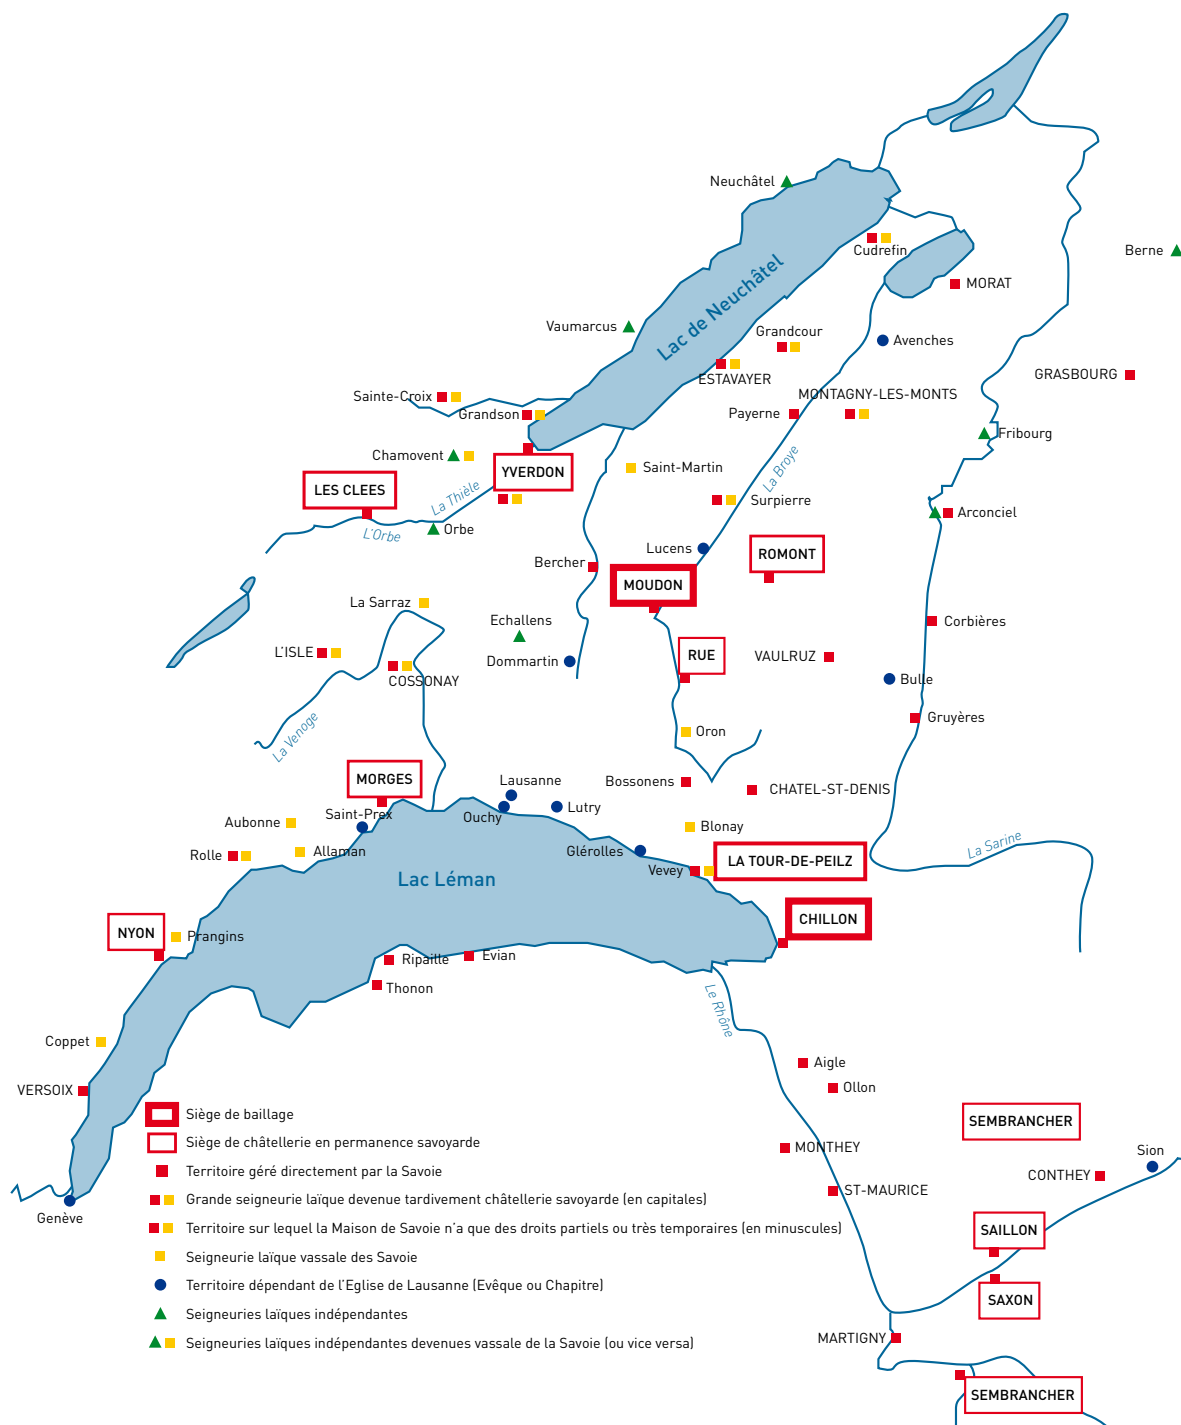 Neuchâtel
Cudrefin
Berne
MORAT
Lac de Neuchâtel
Vaumarcus
Grandcour
Avenches
ESTAVAYER
GRASBOURG
Sainte-Croix
MONTAGNY-LES-MONTS
Grandson
Payerne
Fribourg
Chamovent
YVERDON
Saint-Martin
La Broye
LES CLEES
La Thièle
Surpierre
Arconciel
L'Orbe
Orbe
Lucens
ROMONT
Bercher
MOUDON
La Sarraz
Echallens
Corbières
L'ISLE
Dommartin
RUE
VAULRUZ
COSSONAY
Bulle
La Venoge
Gruyères
Oron
MORGES
Lausanne
Bossonens
CHATEL-ST-DENIS
Saint-Prex
Ouchy
Lutry
Aubonne
Blonay
Allaman
Rolle
Glérolles
La Sarine
LA TOUR-DE-PEILZ
Vevey
Lac Léman
CHILLON
NYON
Prangins
Ripaille
Evian
Thonon
Le Rhône
Coppet
Aigle
VERSOIX
Ollon
Siège de baillage
SEMBRANCHER
Siège de châtellerie en permanence savoyarde
MONTHEY
Sion
Territoire géré directement par la Savoie
CONTHEY
ST-MAURICE
Grande seigneurie laïque devenue tardivement châtellerie savoyarde (en capitales)
Genève
Territoire sur lequel la Maison de Savoie n'a que des droits partiels ou très temporaires (en minuscules)
SAILLON
Seigneurie laïque vassale des Savoie
Territoire dépendant de l'Eglise de Lausanne (Evêque ou Chapitre)
SAXON
Seigneuries laïques indépendantes
MARTIGNY
Seigneuries laïques indépendantes devenues vassale de la Savoie (ou vice versa)
SEMBRANCHER